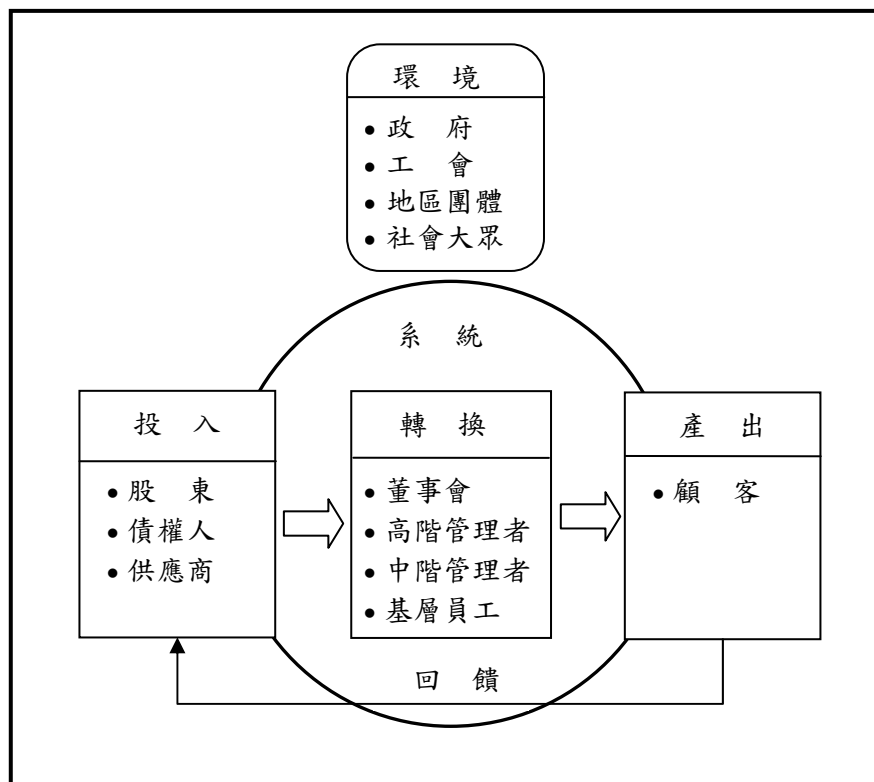 環 境
• 政 府
• 工 會
• 地區團體
• 社會大眾
系 統
投 入
• 股 東
• 債權人
• 供應商
轉 換
• 董事會
• 高階管理者
• 中階管理者
• 基層員工
產 出
• 顧 客
回 饋